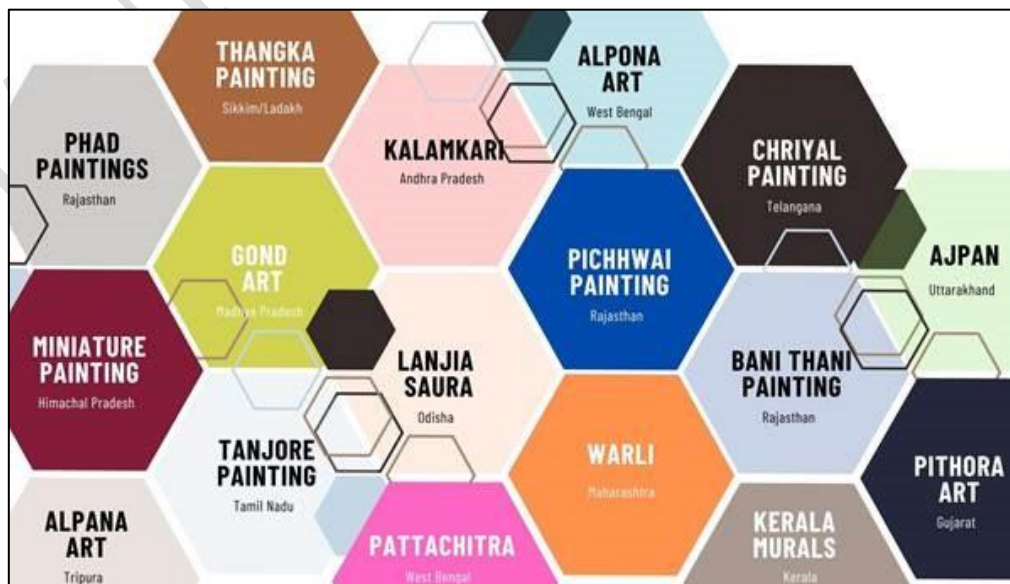 THANGKA
PAINTING
Sikkim/Ladakh
ALPONA
ART
West Bengal
PHAD
PAINTINGS
Rajasthan
KALAMKARI
Andhra Pradesh
CHRIYAL
PAINTING
Telangana
GOND
ART
Madhya Pradesh
PICHHWAI
PAINTING
Rajasthan
AJPAN
Uttarakhand
MINIATURE
PAINTING
Himachal Pradesh
LANJIA
SAURA
Odisha
BANI THANI
PAINTING
Rajasthan
TANJORE
PAINTING
Tamil Nadu
WARLI
Maharashtra
PITHORA
ART
Gujarat
ALPANA
ART
Tripura
PATTACHITRA
West Bengal
KERALA
MURALS
Kerala